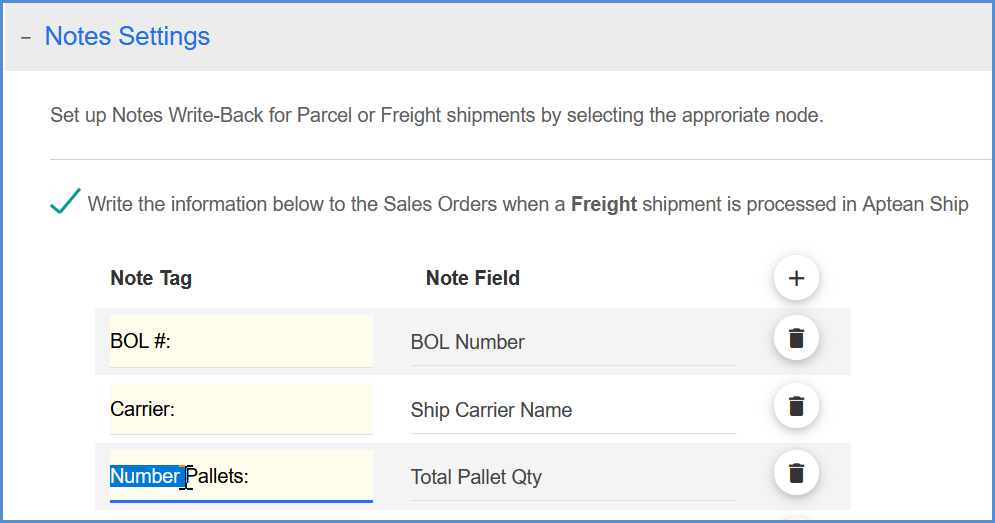 − Notes Settings
Set up Notes Write-Back for Parcel or Freight shipments by selecting the approriate node.
Write the information below to the Sales Orders when a Freight shipment is processed in Aptean Ship
Note Tag Note Field +
BOL #: BOL Number
Carrier: Ship Carrier Name
Number Pallets: Total Pallet Qty